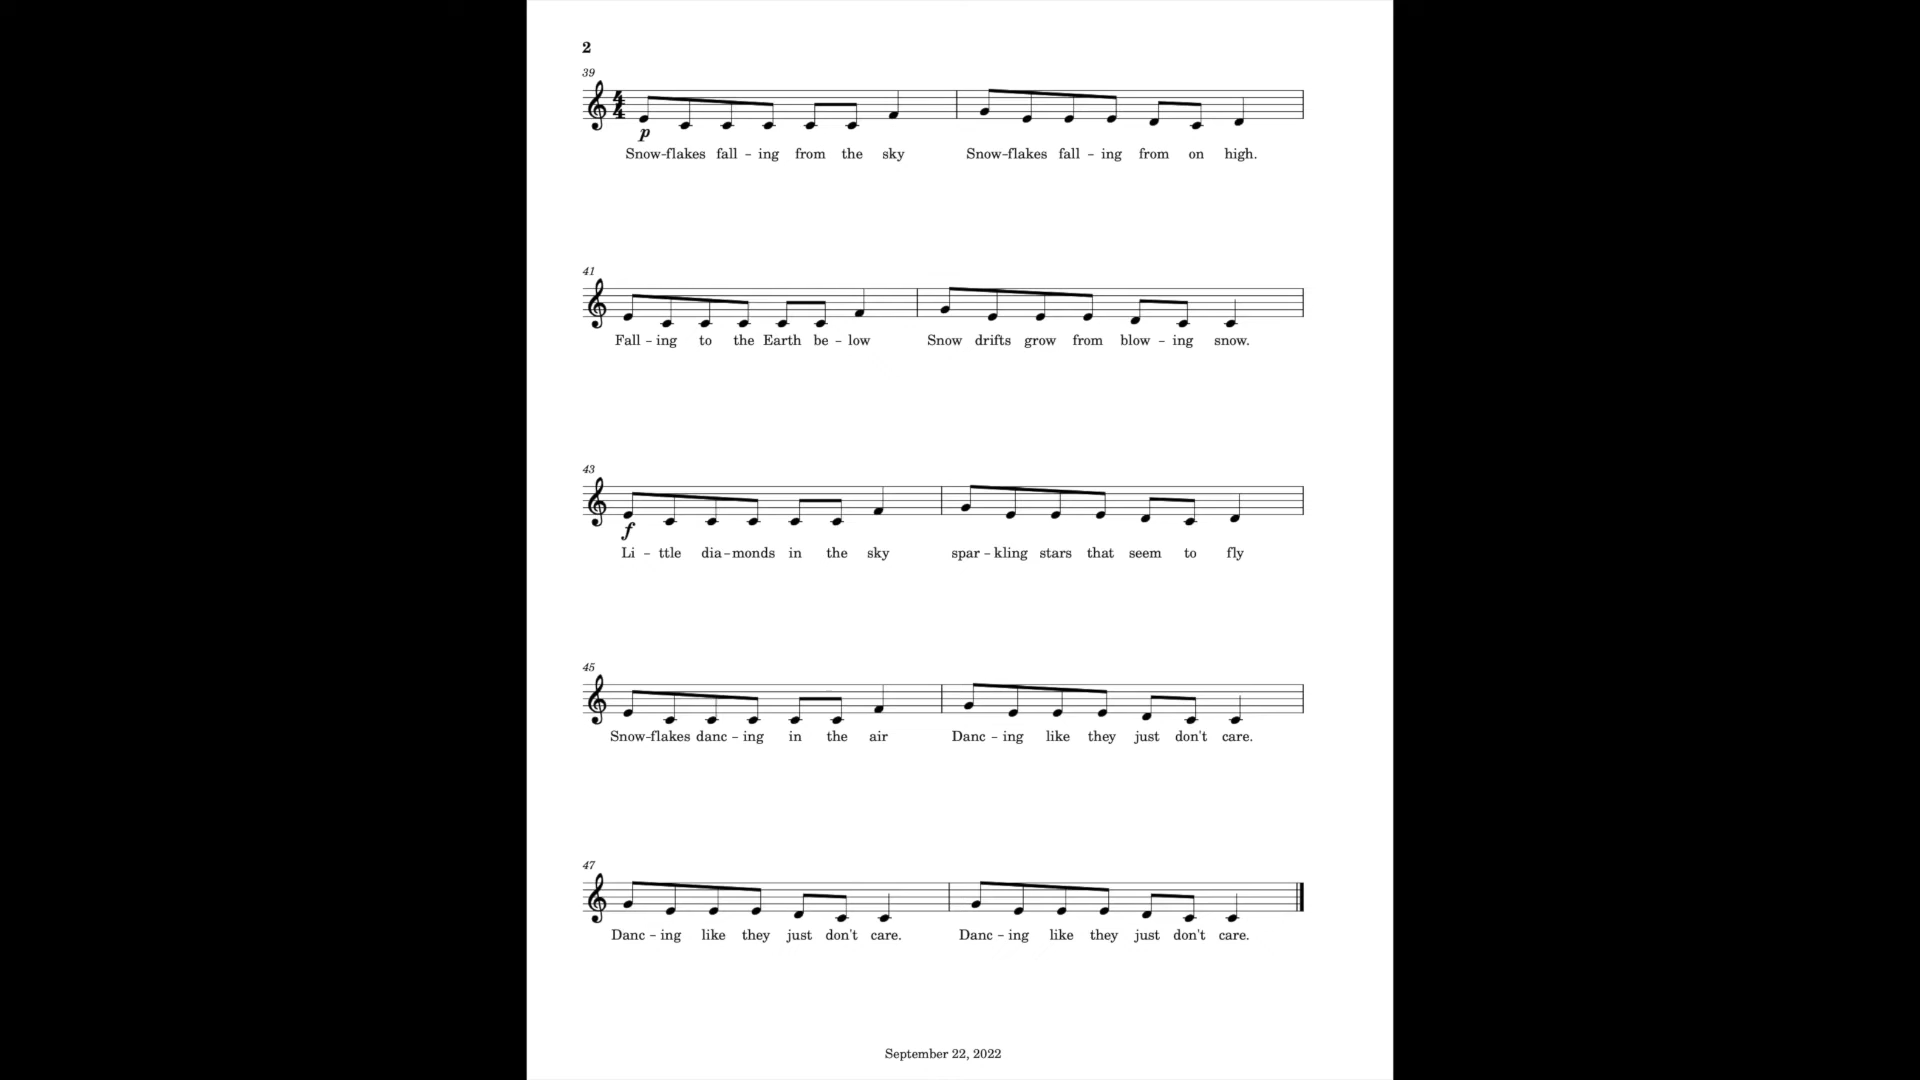 2
39
4
4
p
Snow-flakes fall - ing from the sky Snow-flakes fall - ing from on high.
41
Fall - ing to the Earth be - low Snow drifts grow from blow - ing snow.
43
f
Li - ttle dia-monds in the sky spar - kling stars that seem to fly
45
Snow-flakes danc - ing in the air Danc - ing like they just don't care.
47
Danc - ing like they just don't care. Danc - ing like they just don't care.
September 22, 2022